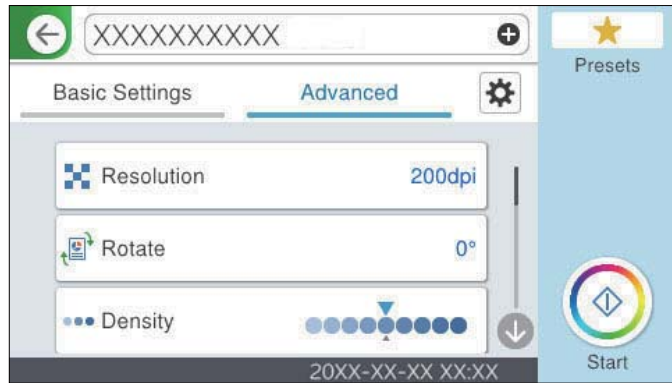 XXXXXXXXXX
Presets
Basic Settings
Advanced
Resolution
200dpi
Rotate
0°
Density
Start
20XX-XX-XX XX:XX